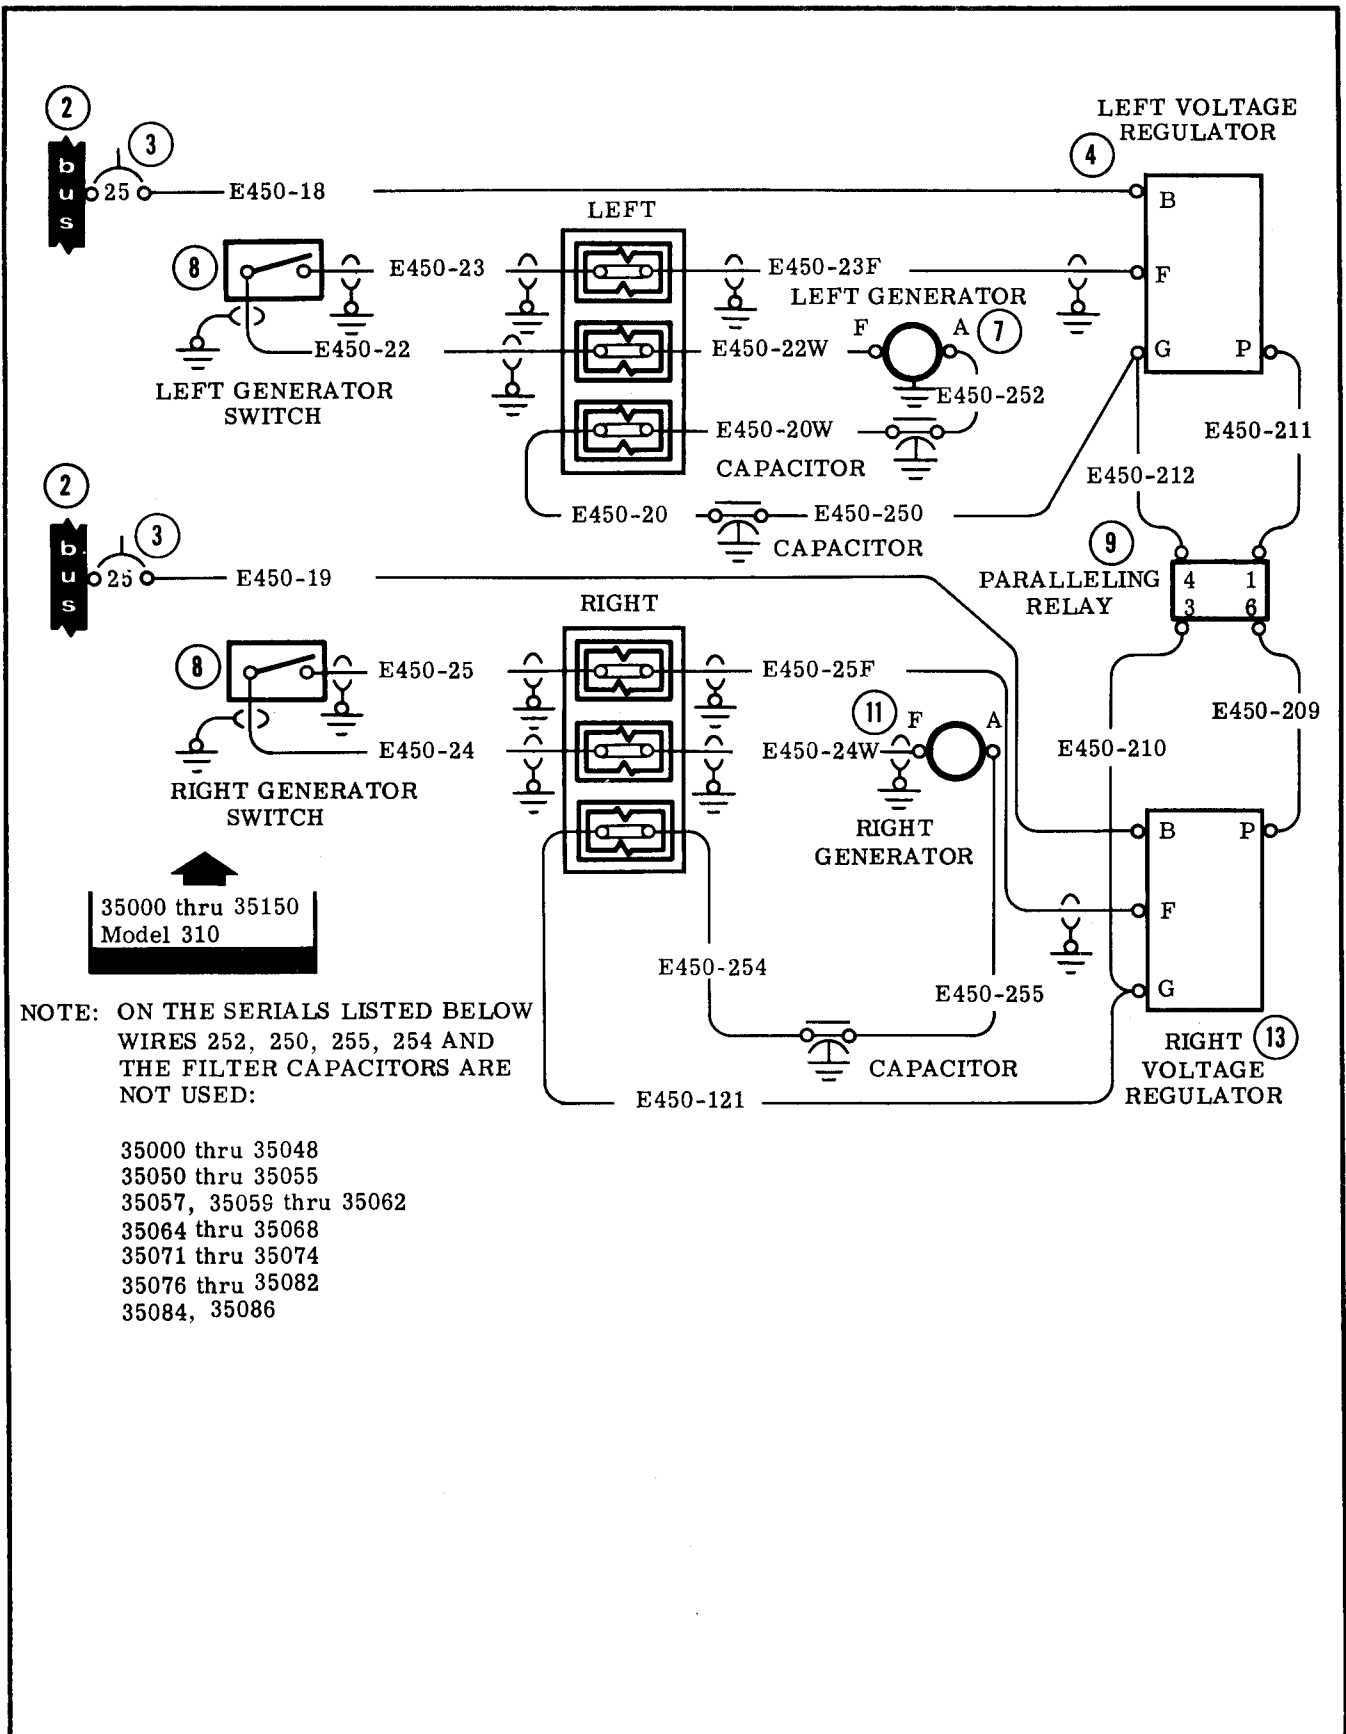 2
3
bus
25
E450-18
LEFT VOLTAGE
REGULATOR
4
B
F
G
P
LEFT
8
E450-23
E450-23F
LEFT GENERATOR
F
A
7
E450-22
E450-22W
LEFT GENERATOR
SWITCH
E450-252
E450-20W
CAPACITOR
E450-211
E450-212
E450-20
E450-250
CAPACITOR
2
3
bus
25
E450-19
9
PARALLELING
RELAY
4 1
3 6
RIGHT
8
E450-25
E450-25F
11
F
A
E450-209
E450-24
E450-24W
E450-210
RIGHT GENERATOR
SWITCH
RIGHT
GENERATOR
B
P
F
G
35000 thru 35150
Model 310
E450-254
E450-255
NOTE: ON THE SERIALS LISTED BELOW
WIRES 252, 250, 255, 254 AND
THE FILTER CAPACITORS ARE
NOT USED:
RIGHT
13
VOLTAGE
REGULATOR
CAPACITOR
E450-121
35000 thru 35048
35050 thru 35055
35057, 35059 thru 35062
35064 thru 35068
35071 thru 35074
35076 thru 35082
35084, 35086